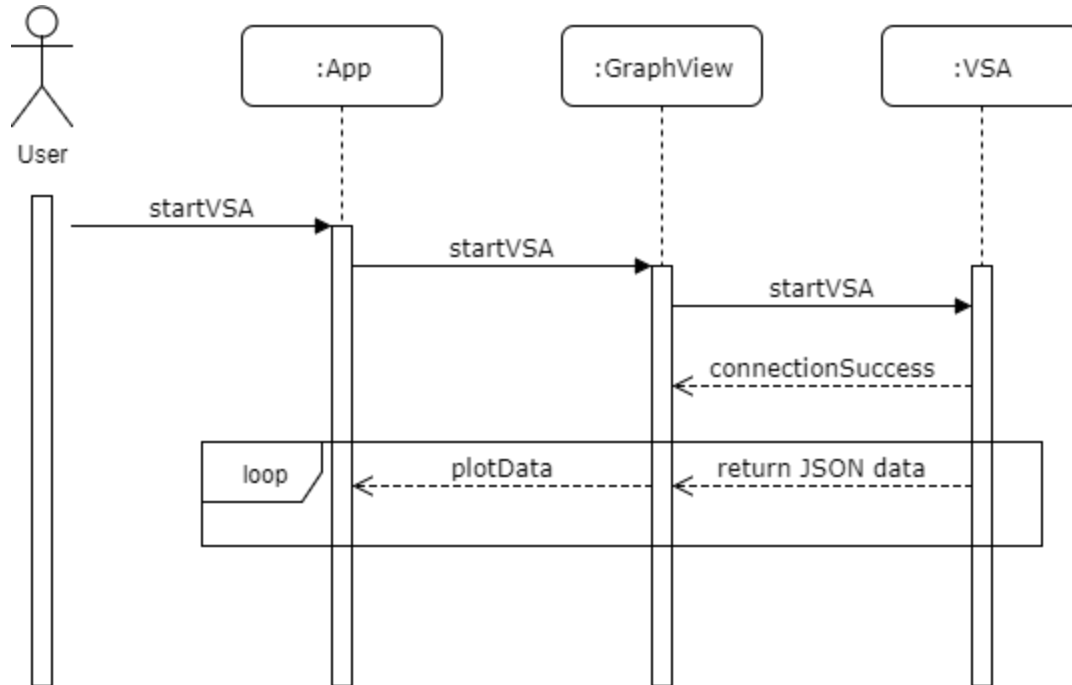 :App
:GraphView
:VSA
User
startVSA
startVSA
startVSA
connectionSuccess
loop
plotData
return JSON data